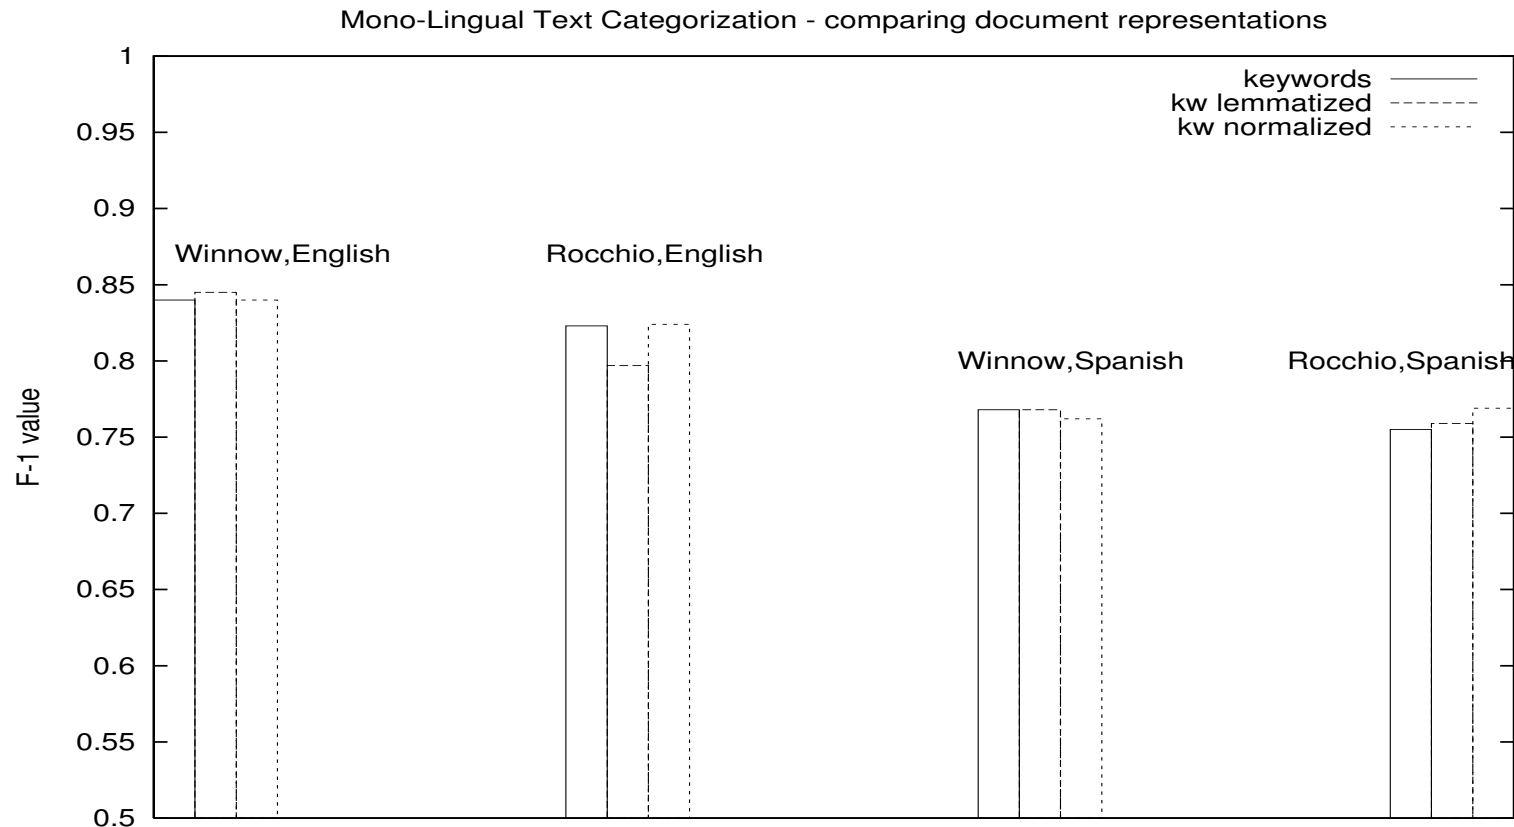 Mono-Lingual Text Categorization - comparing document representations
keywords
kw lemmatized
kw normalized
1
0.95
0.9
0.85
0.8
0.75
0.7
0.65
0.6
0.55
0.5
F-1 value
Winnow,English
Rocchio,English
Winnow,Spanish
Rocchio,Spanish